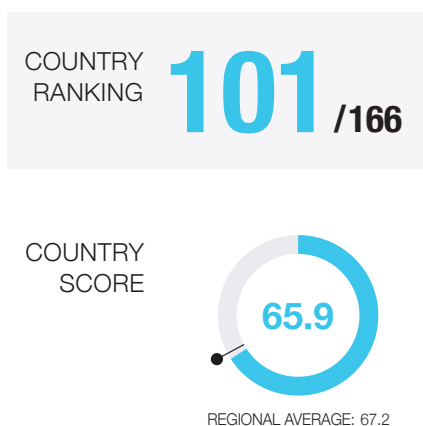 COUNTRY
RANKING
101 /166
COUNTRY
SCORE
65.9
REGIONAL AVERAGE: 67.2